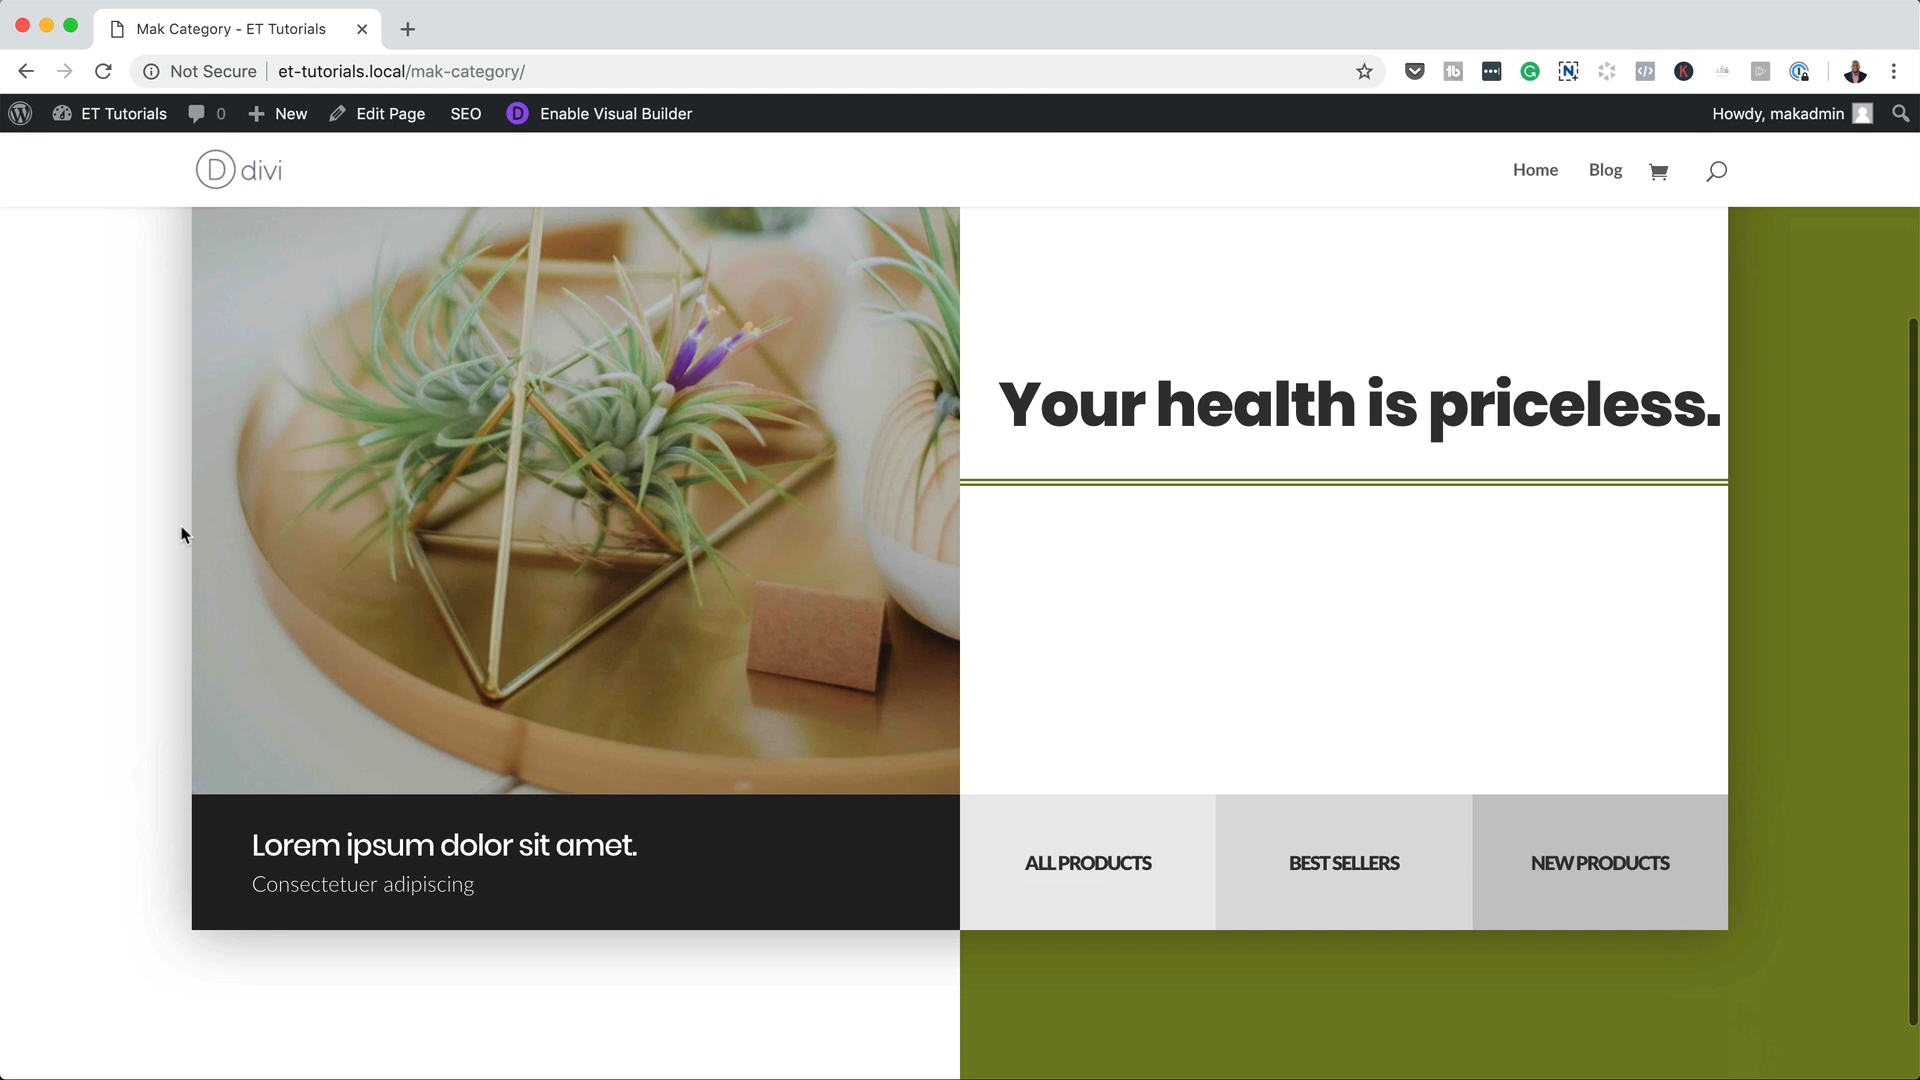 Mak Category - ET Tutorials
Not Secure
et-tutorials.local/mak-category/
ET Tutorials
0
New
Edit Page
SEO
D
Enable Visual Builder
Howdy, makadmin
D divi
Home
Blog
Your health is priceless.
Lorem ipsum dolor sit amet.
Consectetuer adipiscing
ALL PRODUCTS
BEST SELLERS
NEW PRODUCTS